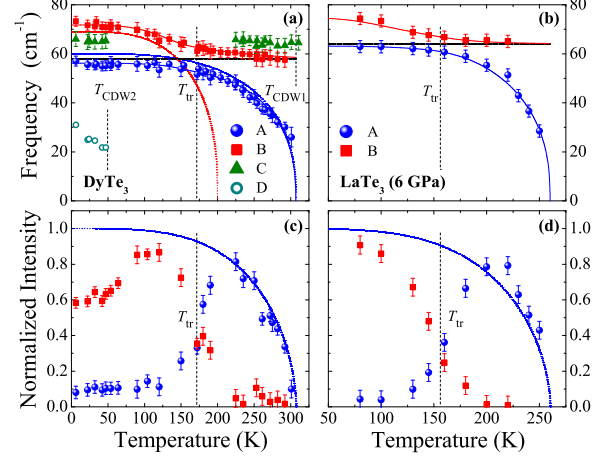 Frequency (cm⁻¹)
80
60
40
20
0
(a)
T_CDW2
T_tr
T_CDW1
A
B
C
D
DyTe₃
(b)
T_tr
A
B
LaTe₃ (6 GPa)
80
60
40
20
0
Normalized Intensity
1.0
0.8
0.6
0.4
0.2
0.0
(c)
T_tr
0 50 100 150 200 250 300
Temperature (K)
(d)
T_tr
1.0
0.8
0.6
0.4
0.2
0.0
50 100 150 200 250
Temperature (K)